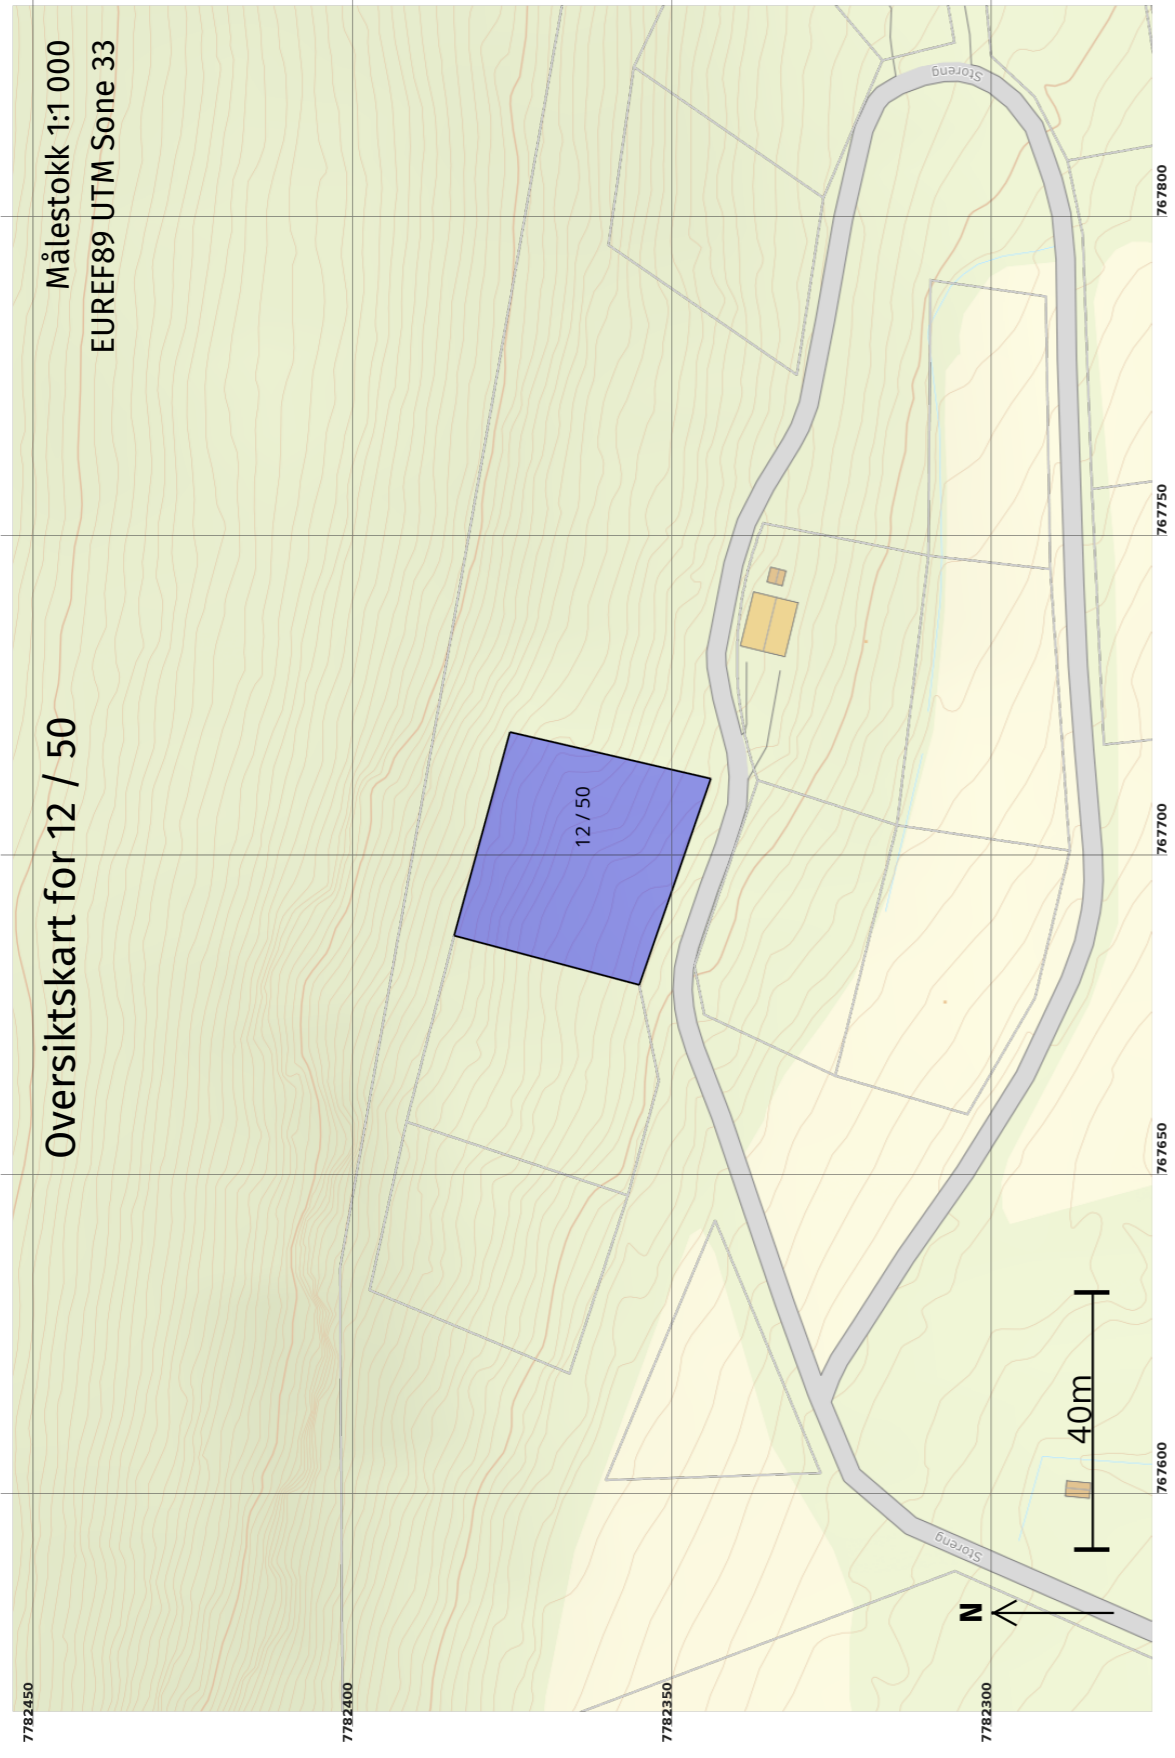 Oversiktskart for 12 / 50
Målestokk 1:1 000
EUREF89 UTM Sone 33
7782450
7782400
12 / 50
7782350
Storeng
Storeng
7782300
N
40m
767600
767650
767700
767750
767800